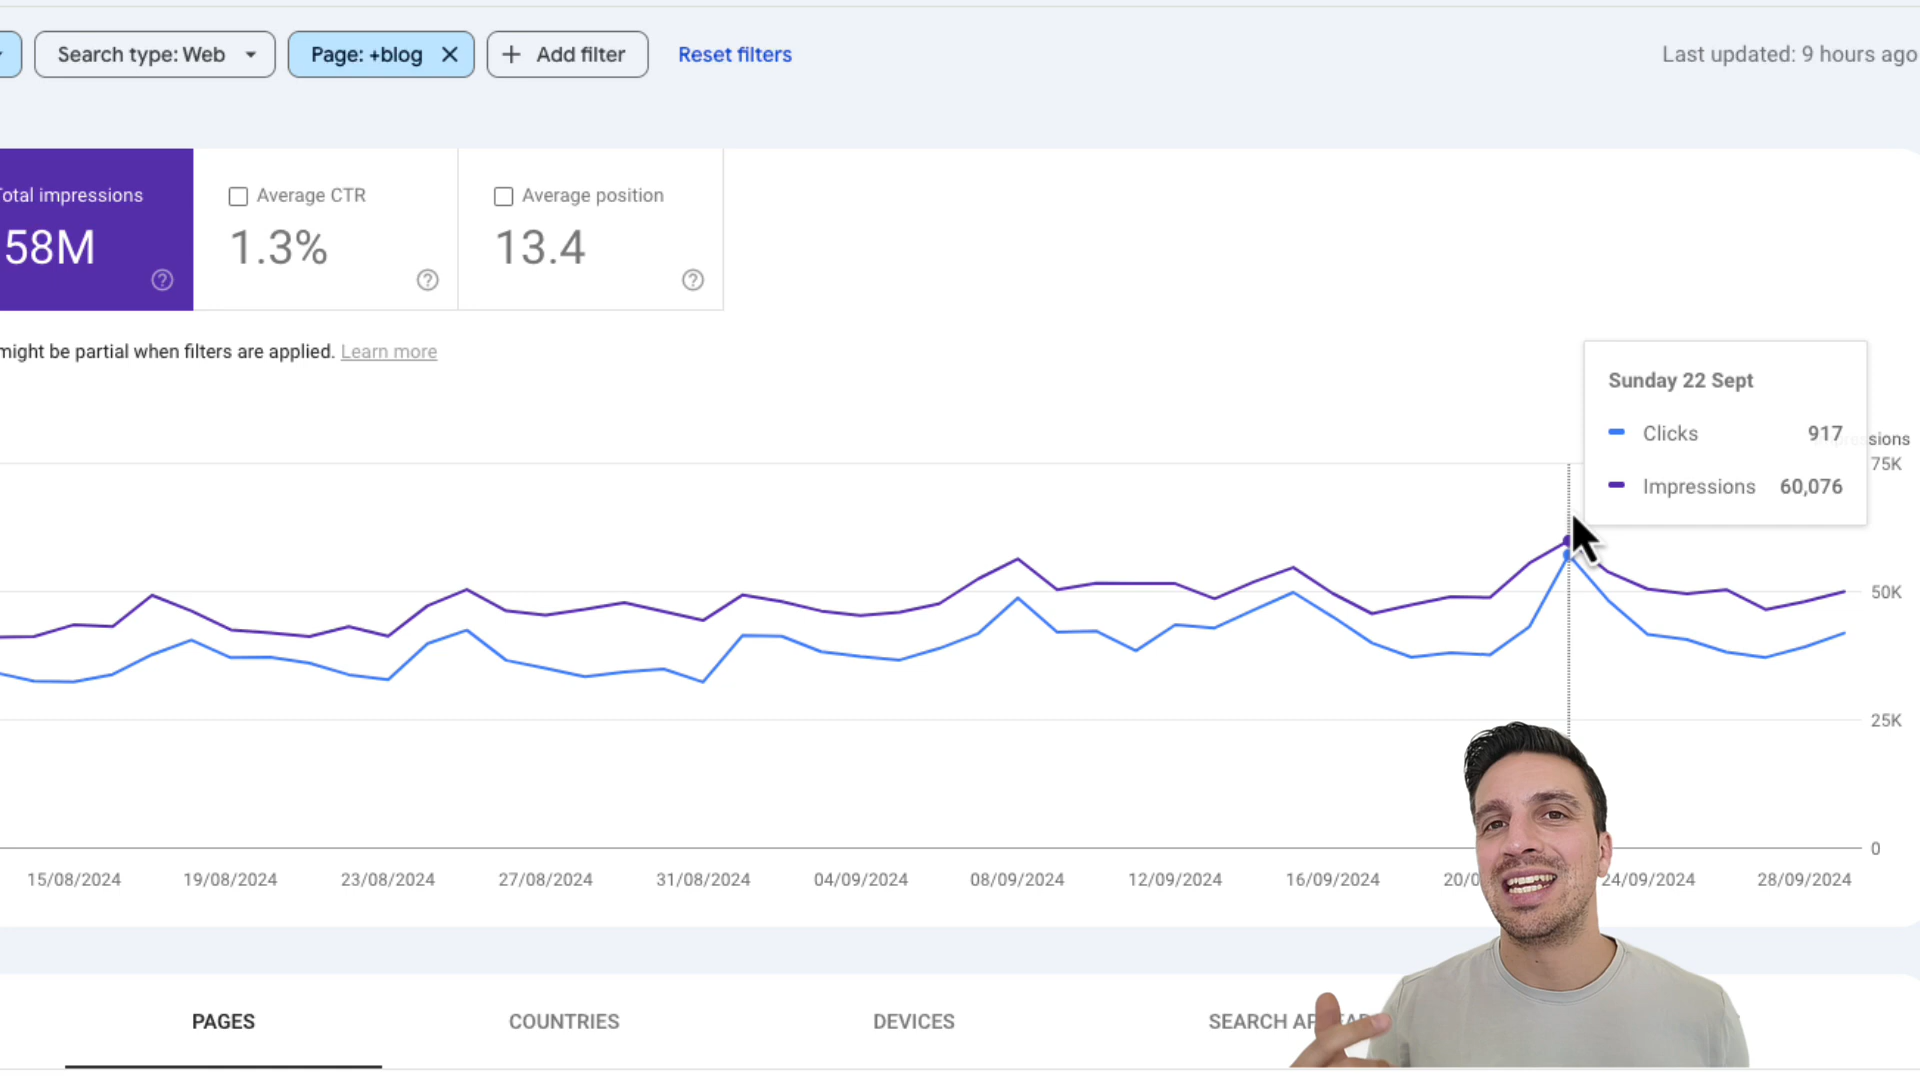 Search type: Web
Page: +blog
Add filter
Reset filters
Last updated: 9 hours ago
Total impressions
58M
Average CTR
1.3%
Average position
13.4
might be partial when filters are applied. Learn more
Sunday 22 Sept
Clicks 917
Impressions 60,076
75K
50K
25K
0
15/08/2024
19/08/2024
23/08/2024
27/08/2024
31/08/2024
04/09/2024
08/09/2024
12/09/2024
16/09/2024
20/0
24/09/2024
28/09/2024
PAGES
COUNTRIES
DEVICES
SEARCH